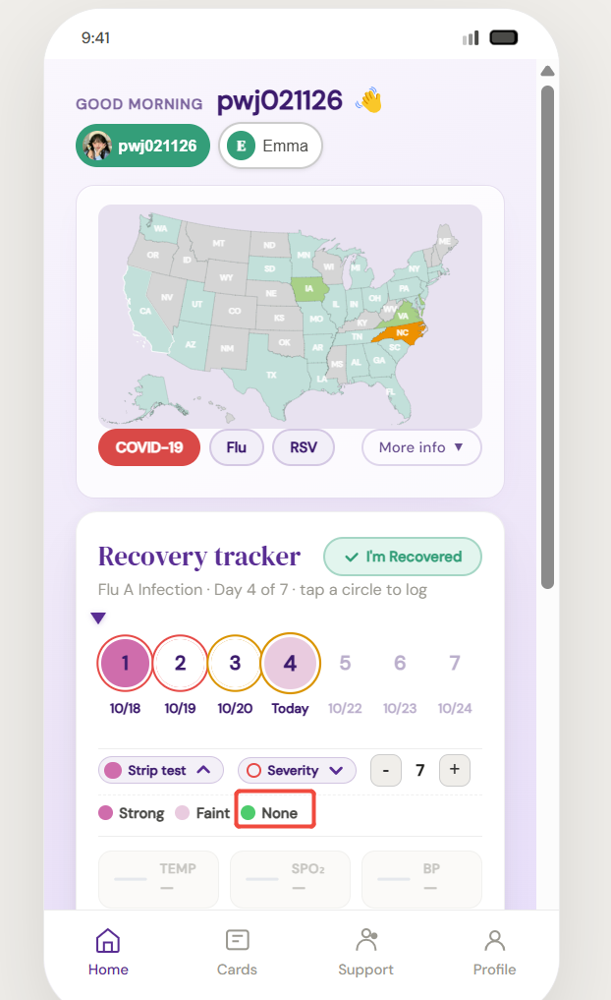 9:41
GOOD MORNING pwj021126 👋
pwj021126 E Emma
WA
MT
ND
MN
ME
OR
ID
SD
WI
MI
NY
WY
IA
PA
NE
NV
UT
IL
IN
OH
CO
WV
VA
CA
KS
MO
KY
NC
TN
AZ
NM
OK
AR
SC
MS
AL
GA
TX
LA
FL
COVID-19 Flu RSV More info ▼
Recovery tracker ✓ I'm Recovered
Flu A Infection · Day 4 of 7 · tap a circle to log
1 2 3 4 5 6 7
10/18 10/19 10/20 Today 10/22 10/23 10/24
Strip test Severity - 7 +
Strong Faint None
TEMP SPO₂ BP
— — —
Home Cards Support Profile